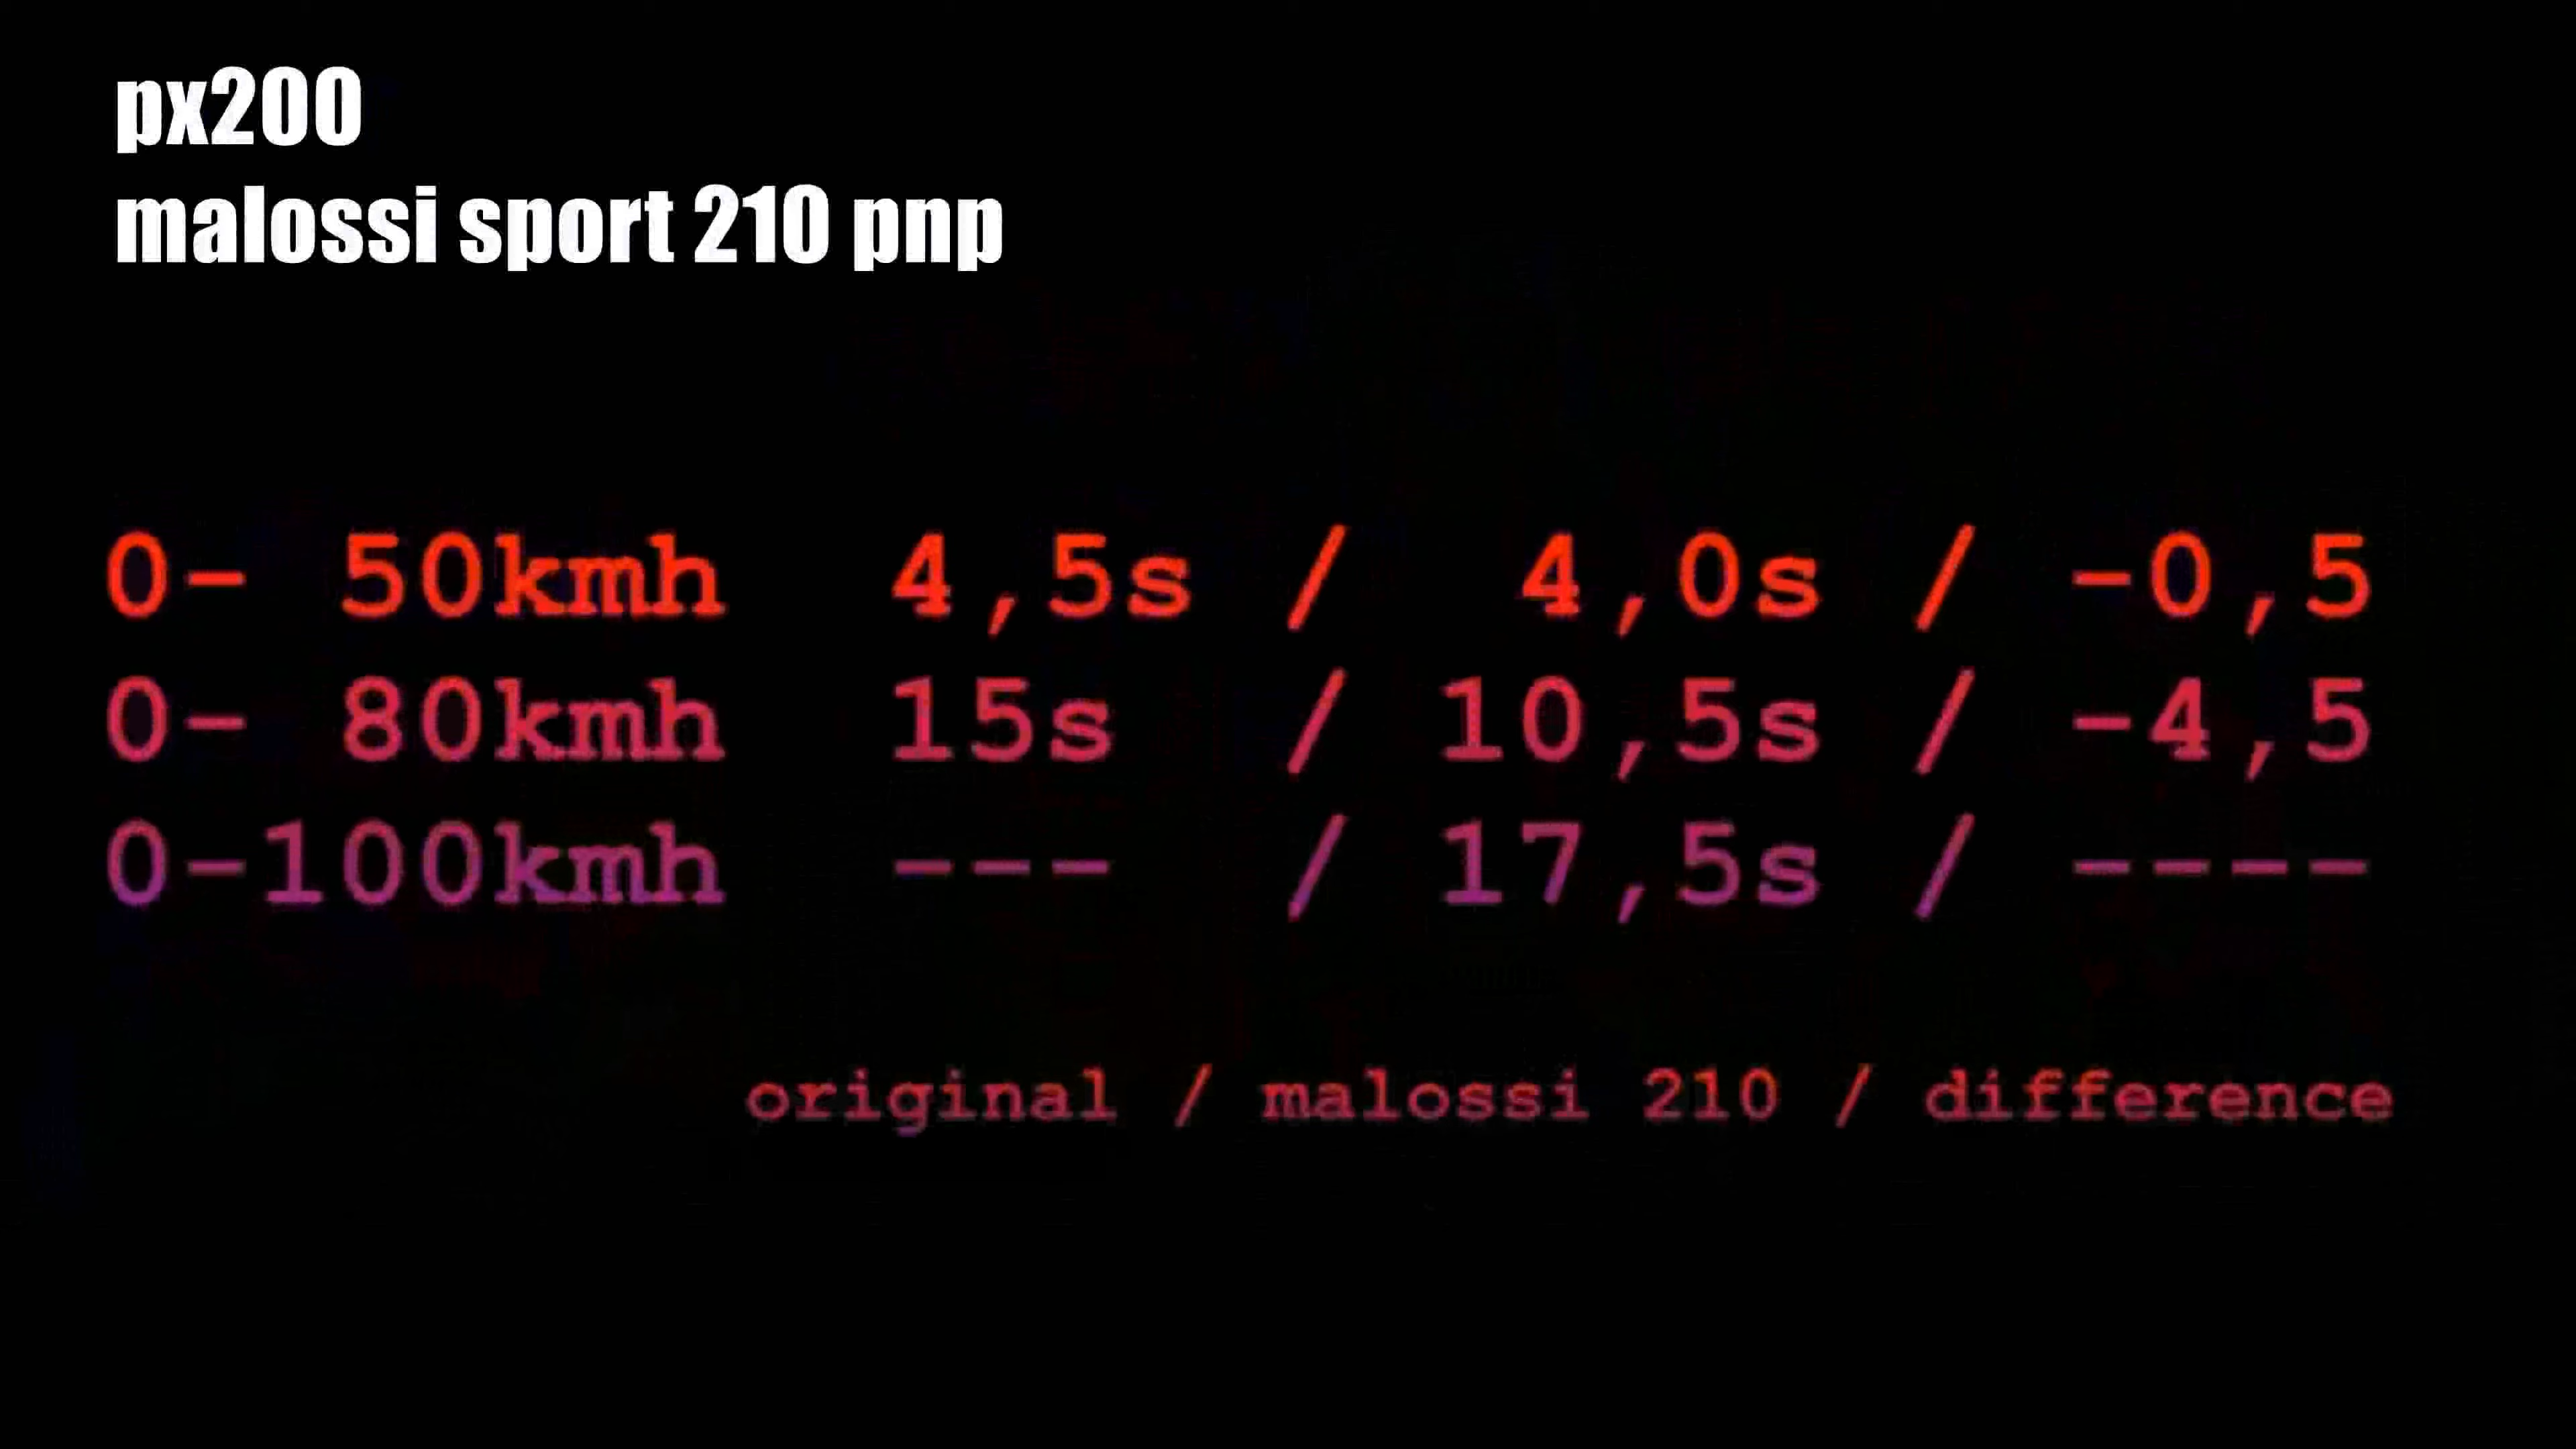 px200
malossi sport 210 pnp
0- 50kmh 4,5s / 4,0s / -0,5
0- 80kmh 15s / 10,5s / -4,5
0-100kmh --- / 17,5s / ----
original / malossi 210 / difference